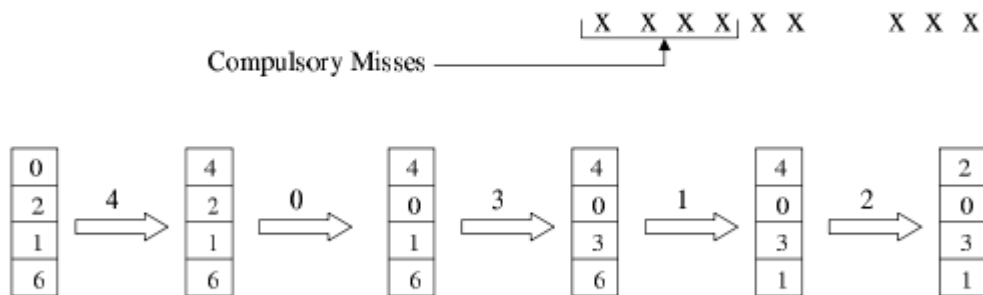 X X X X X X X X X
Compulsory Misses
0 4 4 4 4 2
4 0 3 1 2
2 2 0 0 0 0
1 1 1 3 3 3
6 6 6 6 1 1